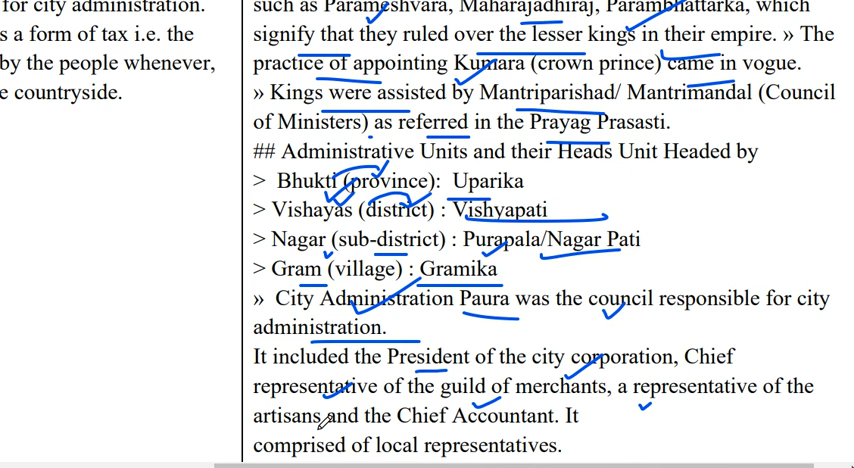 for city administration.
s a form of tax i.e. the
by the people whenever,
e countryside.
such as Parameshvara, Maharajadhiraj, Parambhattarka, which
signify that they ruled over the lesser kings in their empire. » The
practice of appointing Kumara (crown prince) came in vogue.
» Kings were assisted by Mantriparishad/ Mantrimandal (Council
of Ministers) as referred in the Prayag Prasasti.
## Administrative Units and their Heads Unit Headed by
> Bhukti (province): Uparika
> Vishayas (district) : Vishyapati
> Nagar (sub-district) : Purapala/Nagar Pati
> Gram (village) : Gramika
» City Administration Paura was the council responsible for city
administration.
It included the President of the city corporation, Chief
representative of the guild of merchants, a representative of the
artisans and the Chief Accountant. It
comprised of local representatives.